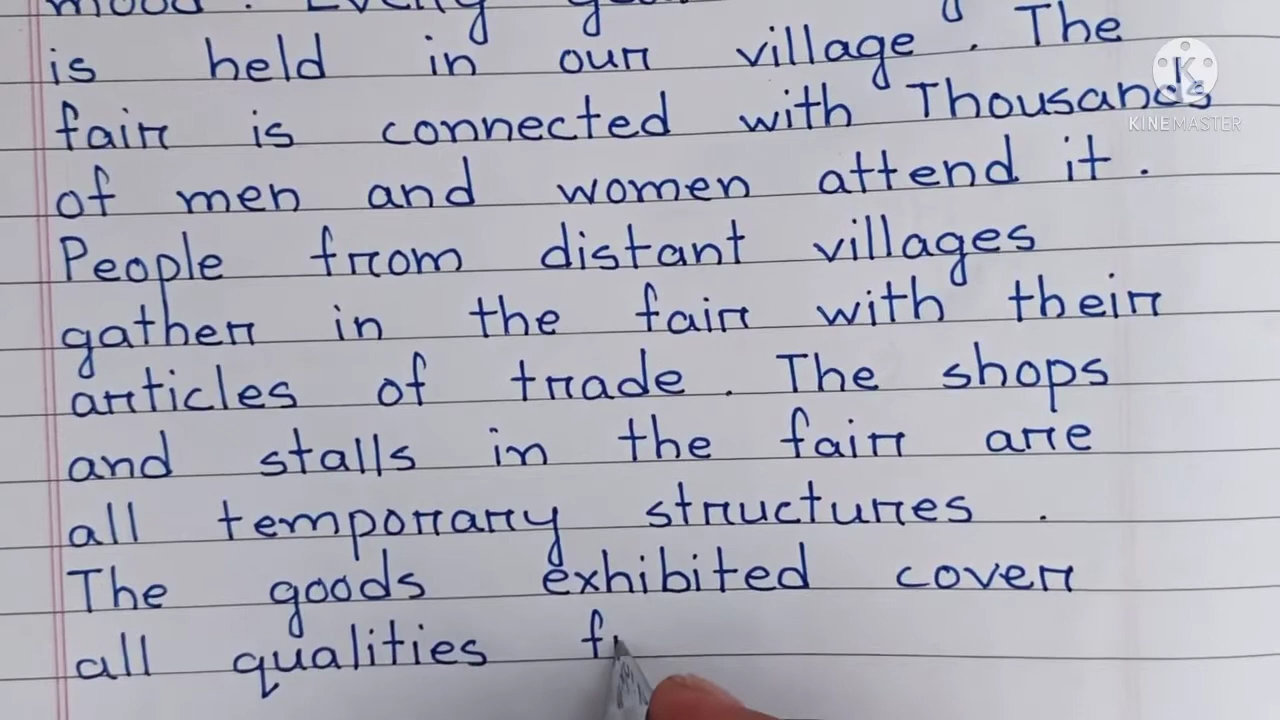 is held in our village. The
fair is connected with Thousands
of men and women attend it.
People from distant villages
gather in the fair with their
articles of trade. The shops
and stalls in the fair are
all temporary structures.
The goods exhibited cover
all qualities f
KINEMASTER